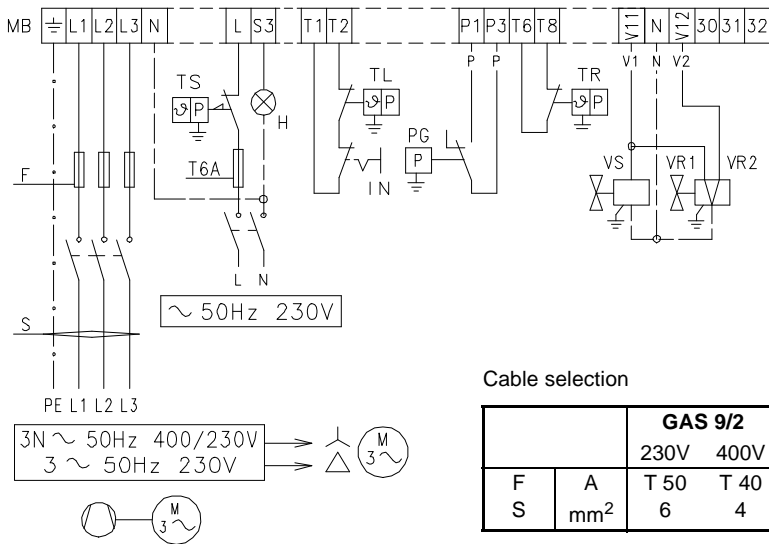 MB ⏚ L1 L2 L3 N L S3 T1 T2 P1 P3 T6 T8 V11 N V12 30 31 32
P P V1 N V2
TS ϑ P
H
TL ϑ P
TR ϑ P
PG P
IN
VS VR1 VR2
F
T6A
L N
∼ 50Hz 230V
S
PE L1 L2 L3
3N ∼ 50Hz 400/230V
3 ∼ 50Hz 230V
M 3∼
M 3∼
Cable selection
GAS 9/2
230V 400V
F A T 50 T 40
S mm² 6 4